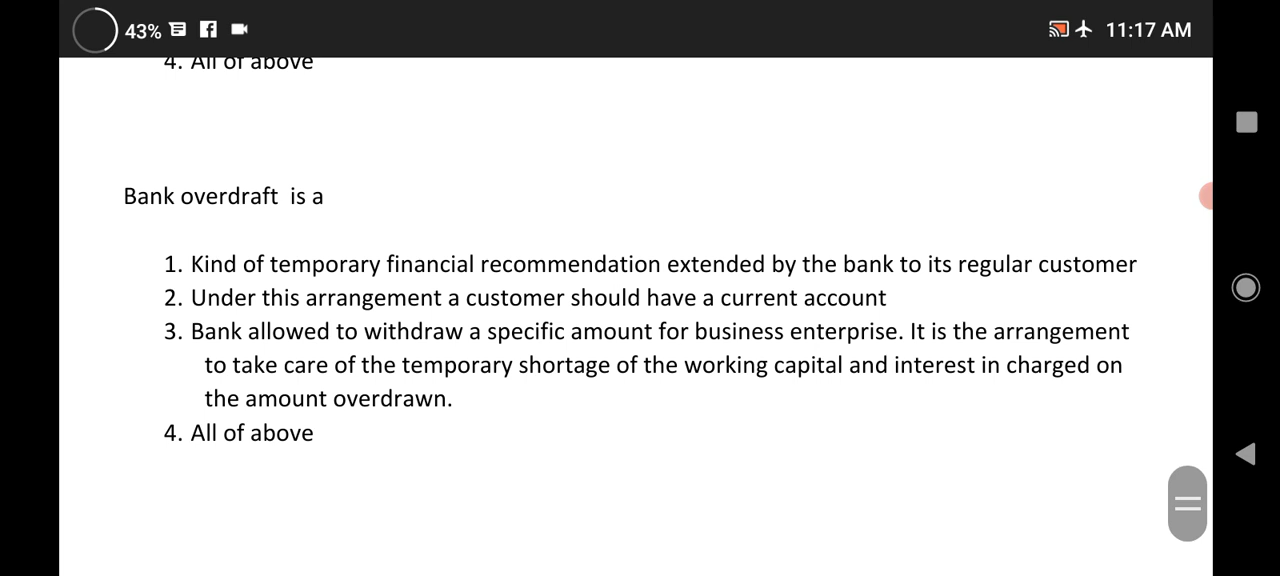 43% 11:17 AM
4. All of above
Bank overdraft is a
1. Kind of temporary financial recommendation extended by the bank to its regular customer
2. Under this arrangement a customer should have a current account
3. Bank allowed to withdraw a specific amount for business enterprise. It is the arrangement
to take care of the temporary shortage of the working capital and interest in charged on
the amount overdrawn.
4. All of above